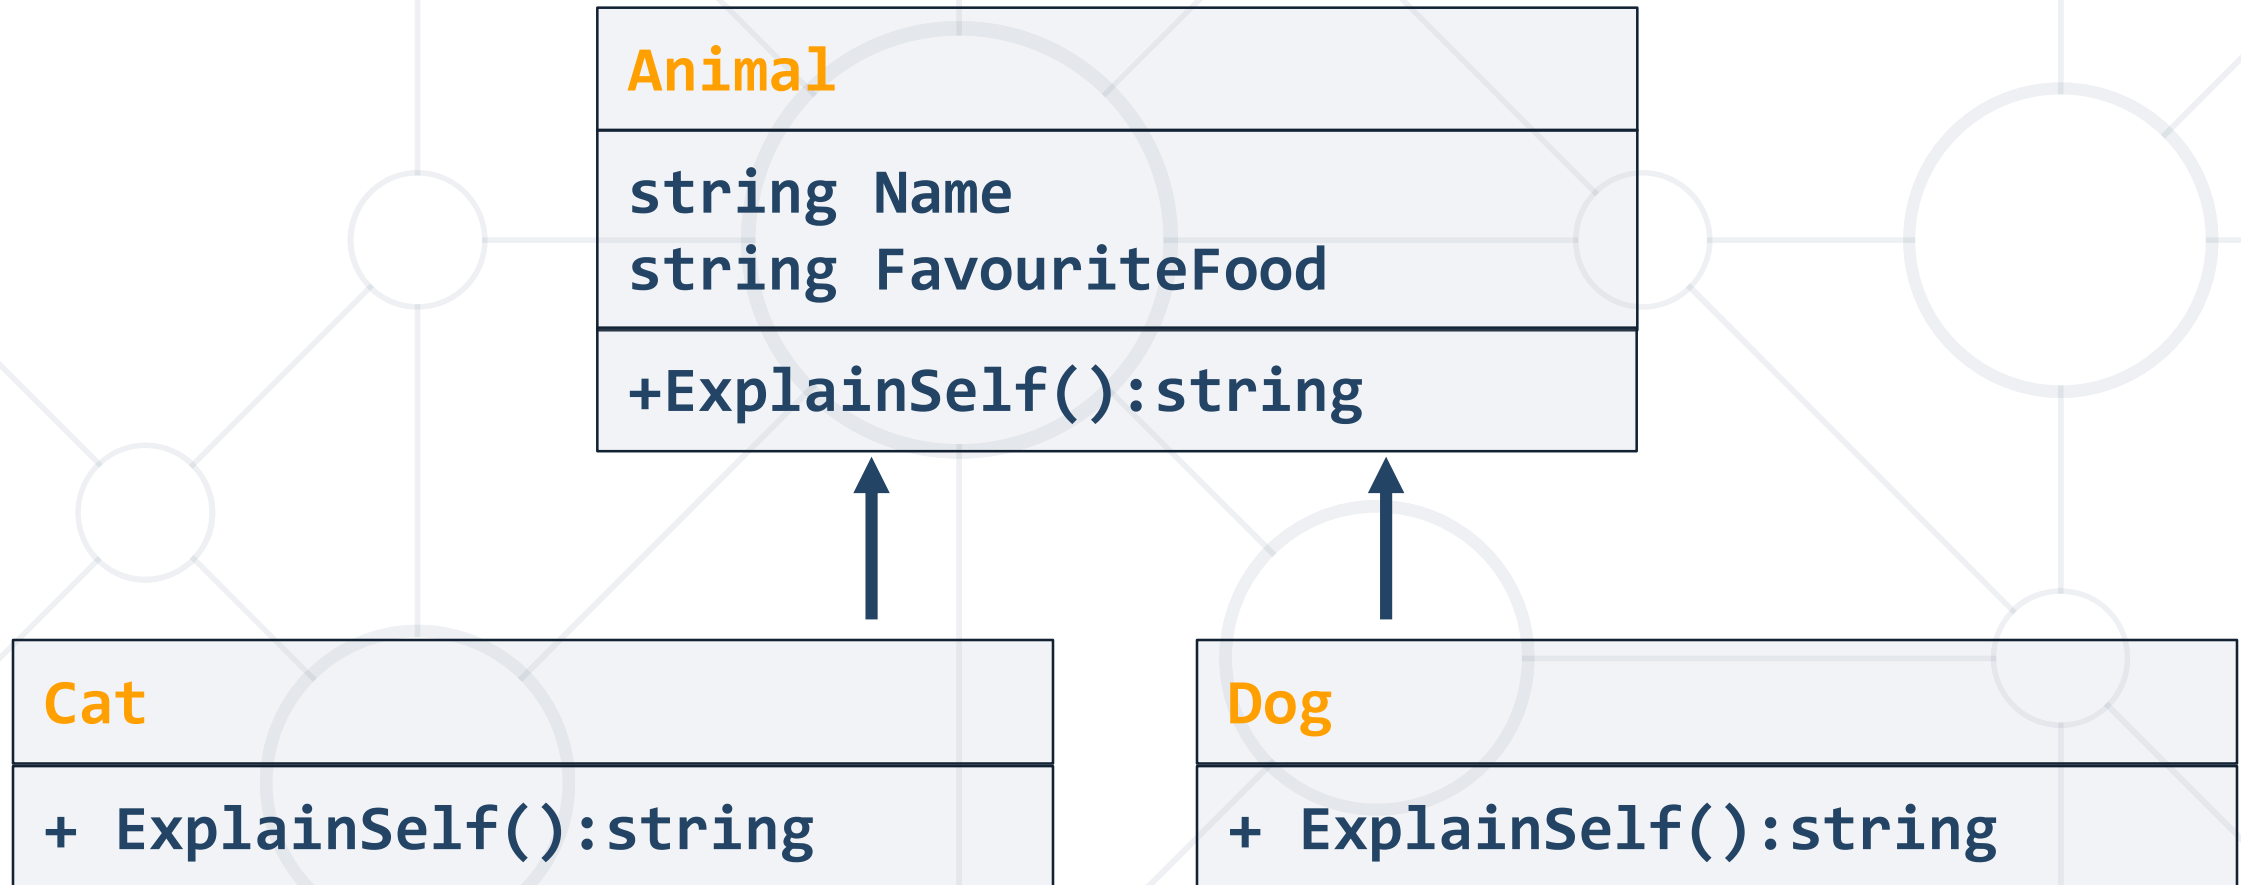 Animal
string Name
string FavouriteFood
+ExplainSelf():string
Cat
+ ExplainSelf():string
Dog
+ ExplainSelf():string